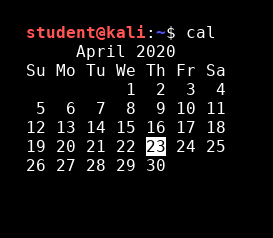 student@kali:~$ cal
     April 2020
Su Mo Tu We Th Fr Sa
          1  2  3  4
 5  6  7  8  9 10 11
12 13 14 15 16 17 18
19 20 21 22 23 24 25
26 27 28 29 30